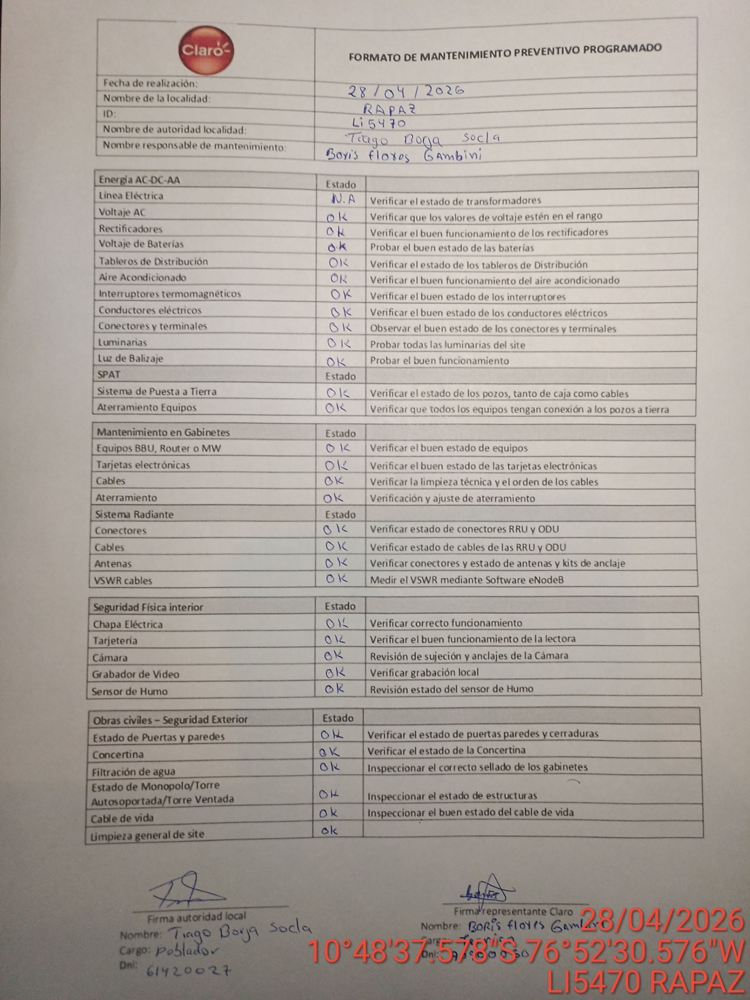 Claro
FORMATO DE MANTENIMIENTO PREVENTIVO PROGRAMADO
Fecha de realización: 28/04/2026
Nombre de la localidad: RAPAZ
ID: Li5470
Nombre de autoridad localidad: Tiago Borja Socla
Nombre responsable de mantenimiento: Boris flores GAmbini
Energía AC-DC-AA Estado
Línea Eléctrica N.A Verificar el estado de transformadores
Voltaje AC OK Verificar que los valores de voltaje estén en el rango
Rectificadores OK Verificar el buen funcionamiento de los rectificadores
Voltaje de Baterías OK Probar el buen estado de las baterías
Tableros de Distribución OK Verificar el estado de los tableros de Distribución
Aire Acondicionado OK Verificar el buen funcionamiento del aire acondicionado
Interruptores termomagnéticos OK Verificar el buen estado de los interruptores
Conductores eléctricos OK Verificar el buen estado de los conductores eléctricos
Conectores y terminales OK Observar el buen estado de los conectores y terminales
Luminarias OK Probar todas las luminarias del site
Luz de Balizaje OK Probar el buen funcionamiento
SPAT Estado
Sistema de Puesta a Tierra OK Verificar el estado de los pozos, tanto de caja como cables
Aterramiento Equipos OK Verificar que todos los equipos tengan conexión a los pozos a tierra
Mantenimiento en Gabinetes Estado
Equipos BBU, Router o MW OK Verificar el buen estado de equipos
Tarjetas electrónicas OK Verificar el buen estado de las tarjetas electrónicas
Cables OK Verificar la limpieza técnica y el orden de los cables
Aterramiento OK Verificación y ajuste de aterramiento
Sistema Radiante Estado
Conectores OK Verificar estado de conectores RRU y ODU
Cables OK Verificar estado de cables de las RRU y ODU
Antenas OK Verificar conectores y estado de antenas y kits de anclaje
VSWR cables OK Medir el VSWR mediante Software eNodeB
Seguridad Física interior Estado
Chapa Eléctrica OK Verificar correcto funcionamiento
Tarjetería OK Verificar el buen funcionamiento de la lectora
Cámara OK Revisión de sujeción y anclajes de la Cámara
Grabador de Video OK Verificar grabación local
Sensor de Humo OK Revisión estado del sensor de Humo
Obras civiles – Seguridad Exterior Estado
Estado de Puertas y paredes OK Verificar el estado de puertas paredes y cerraduras
Concertina OK Verificar el estado de la Concertina
Filtración de agua OK Inspeccionar el correcto sellado de los gabinetes
Estado de Monopolo/Torre
Autosoportada/Torre Ventada OK Inspeccionar el estado de estructuras
Cable de vida OK Inspeccionar el buen estado del cable de vida
Limpieza general de site ok
Firma autoridad local
Nombre: Tiago Borja Socla
Cargo: Poblador
Dni: 61420027
Firma representante Claro
Nombre: BORIS flores GAmbini
Cargo: Tecnico
Dni:
28/04/2026
10°48'37.578"S 76°52'30.576"W
LI5470 RAPAZ